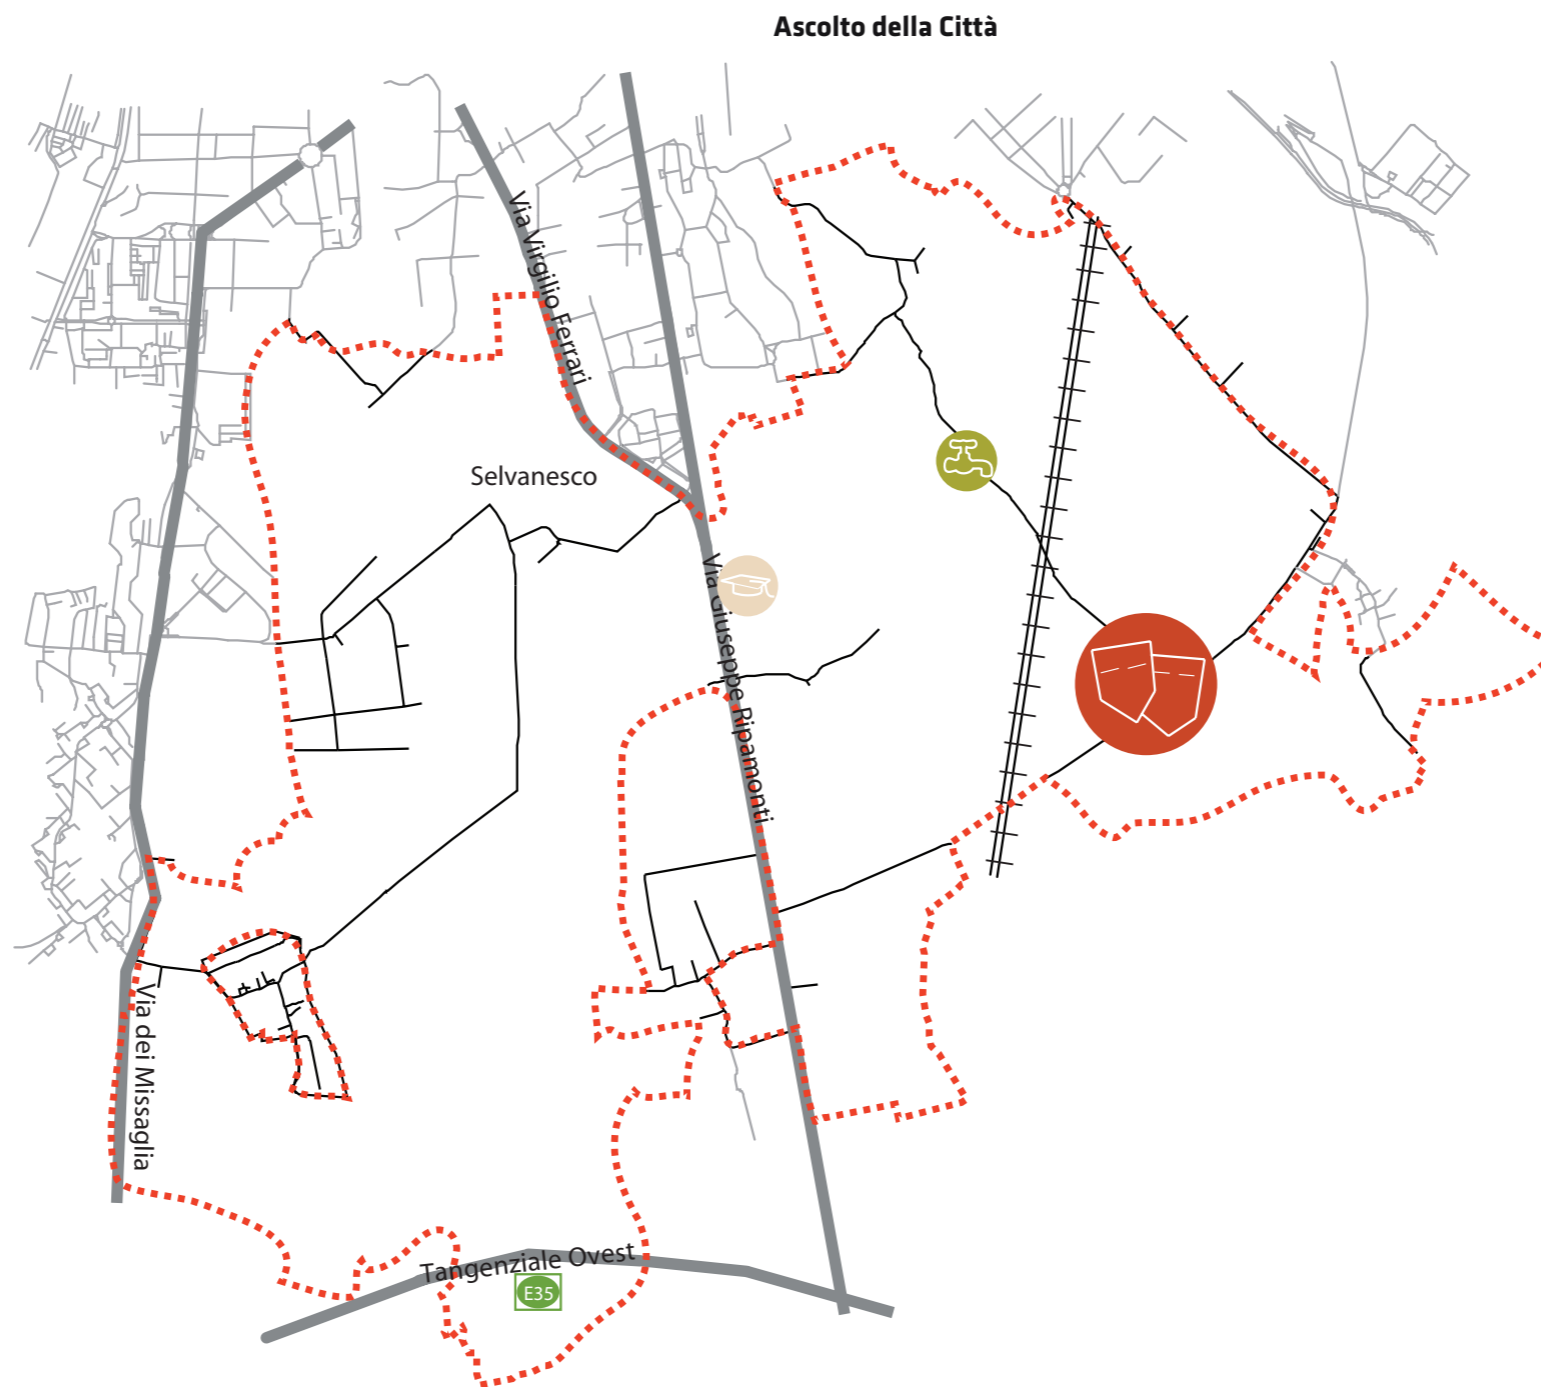 Ascolto della Città
Via Virgilio Ferrari
Selvanesco
Via Giuseppe Ripamonti
Via dei Missaglia
Tangenziale Ovest
E35